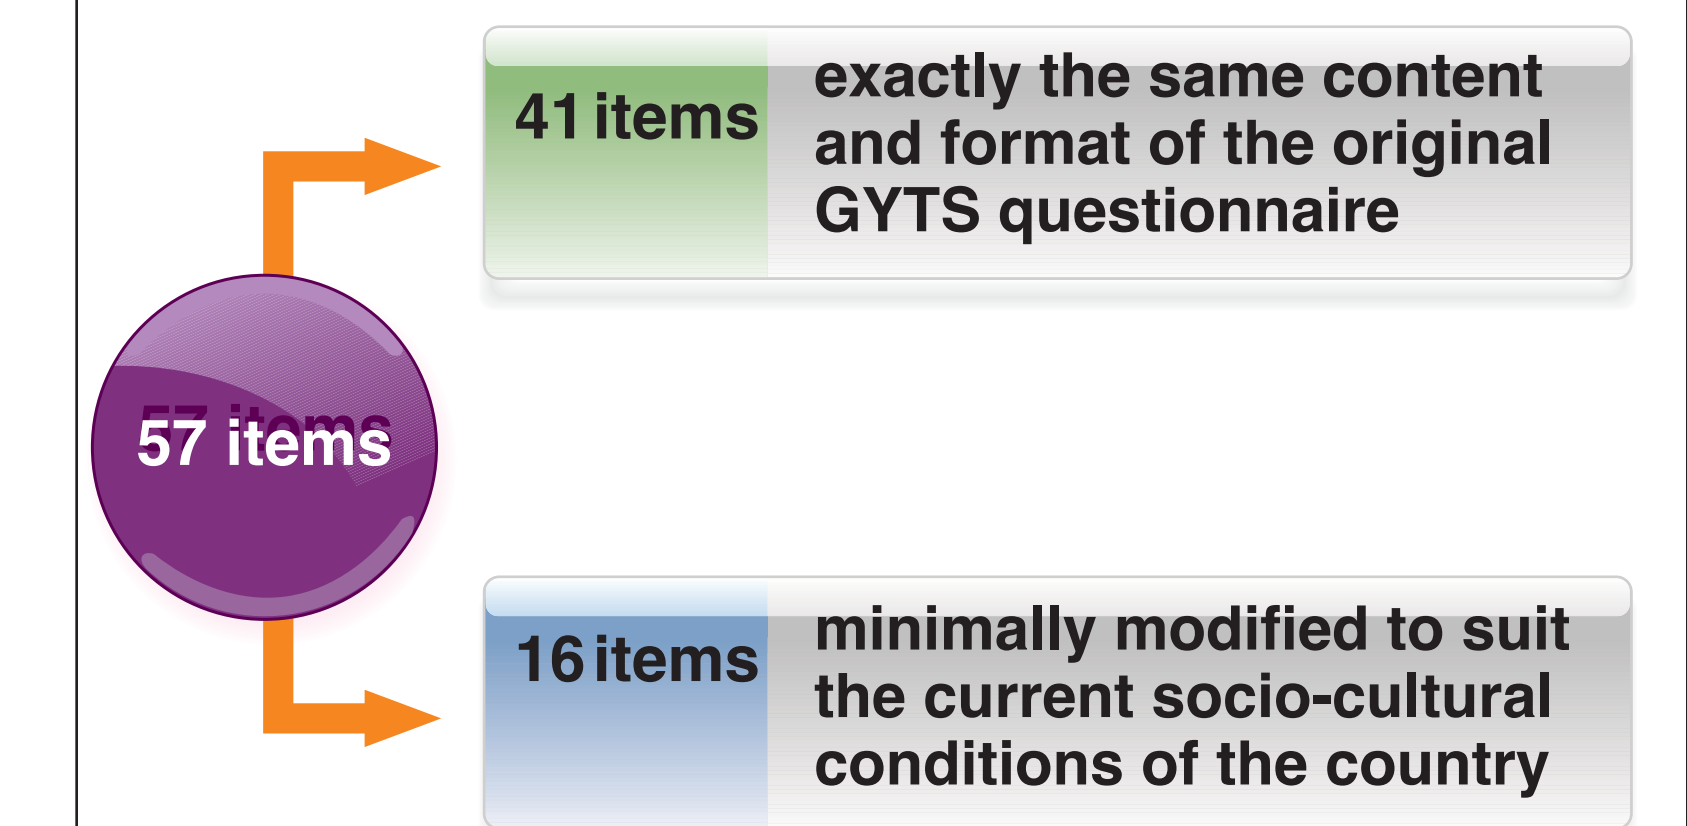 41 items
exactly the same content
and format of the original
GYTS questionnaire
57 items
16 items
minimally modified to suit
the current socio-cultural
conditions of the country